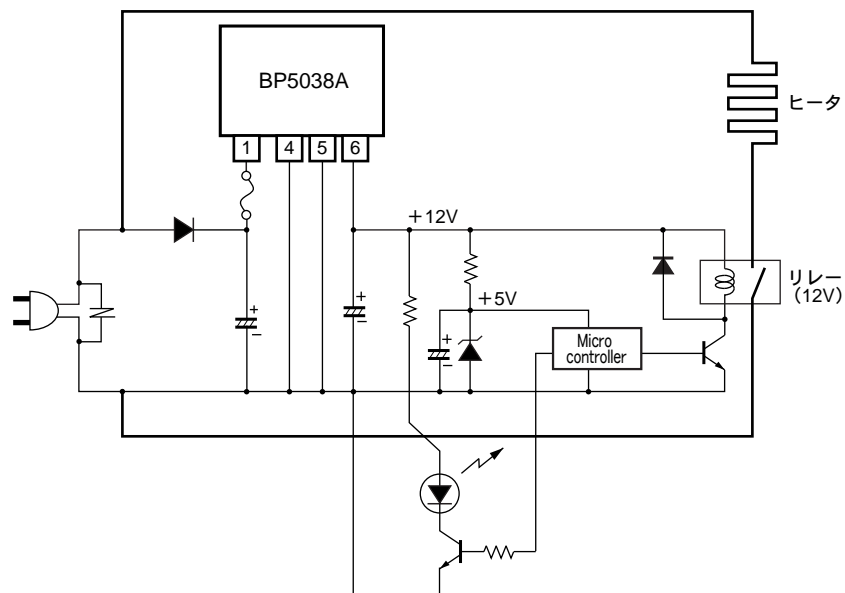 BP5038A
1
4
5
6
ヒータ
+12V
リレー
(12V)
+5V
Micro
controller
+
−
+
−
+
−